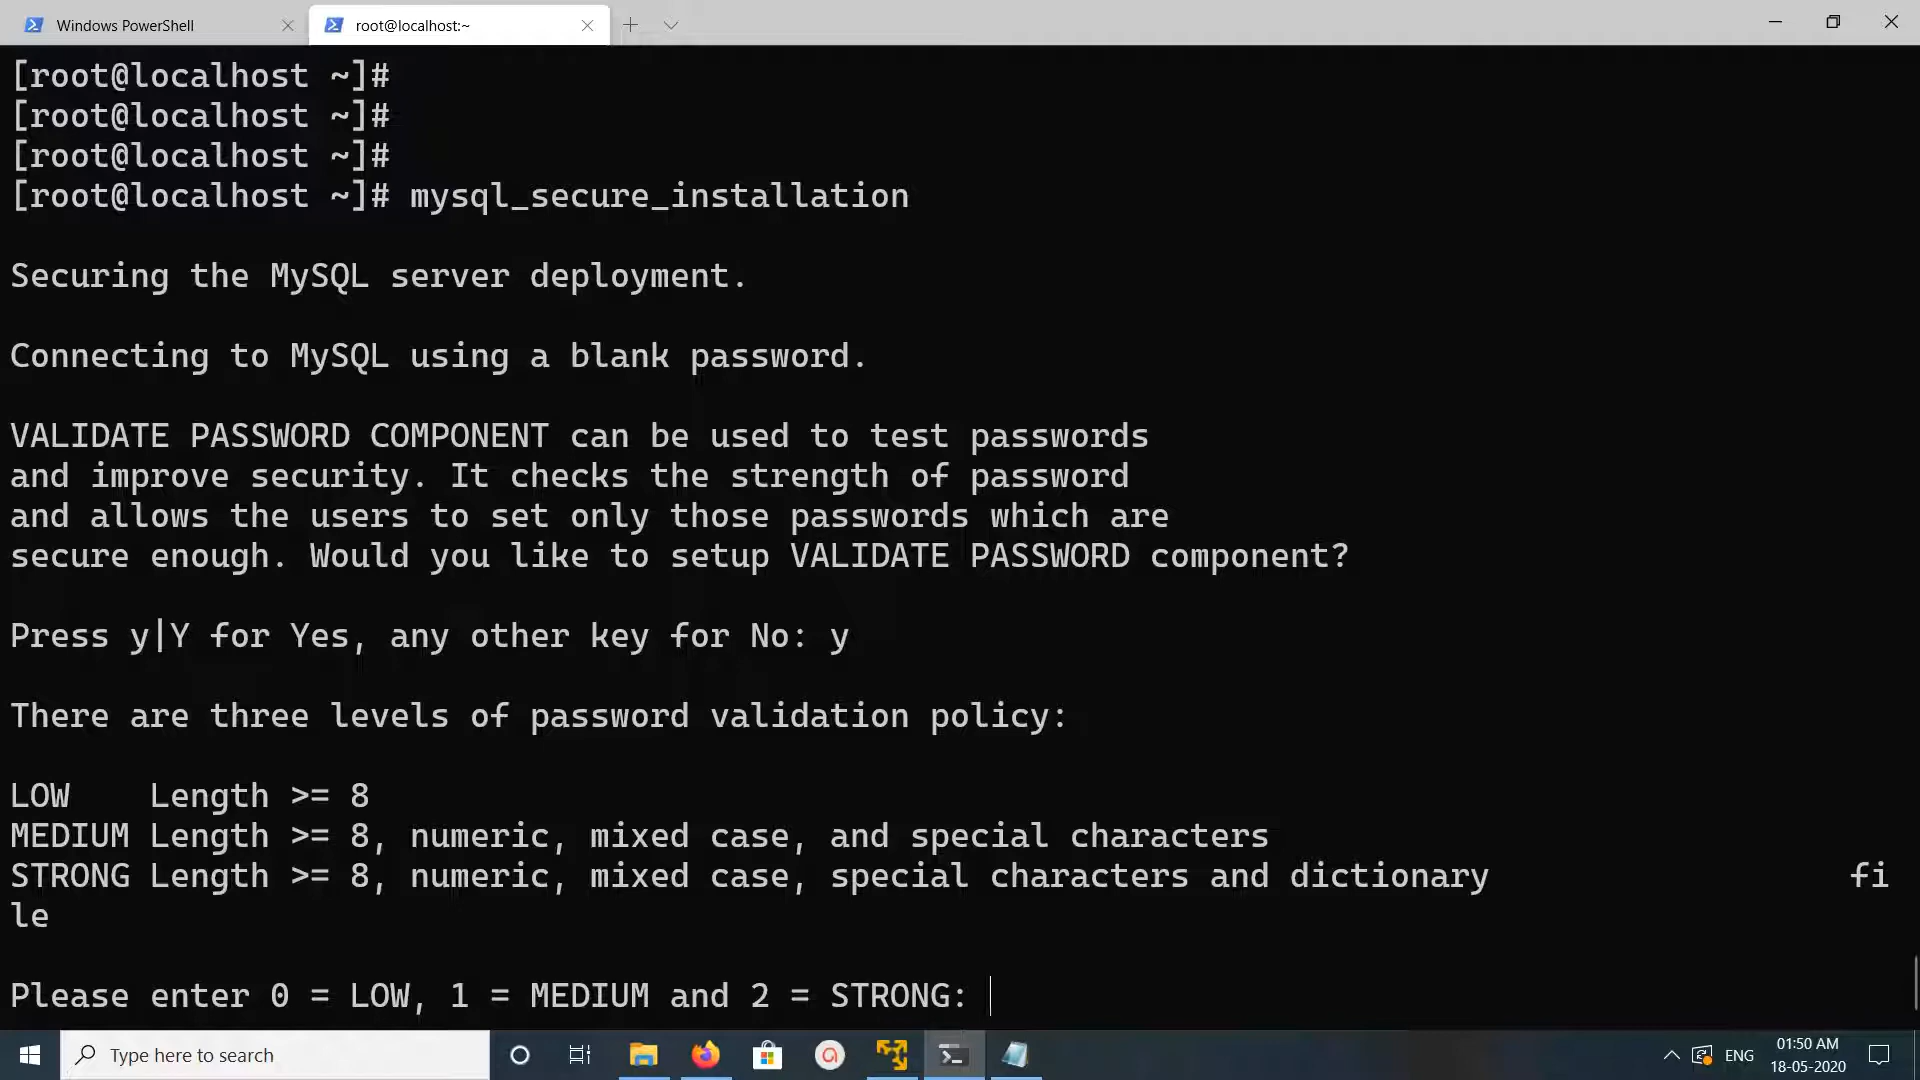 Windows PowerShell
root@localhost:~
[root@localhost ~]#
[root@localhost ~]#
[root@localhost ~]#
[root@localhost ~]# mysql_secure_installation
Securing the MySQL server deployment.
Connecting to MySQL using a blank password.
VALIDATE PASSWORD COMPONENT can be used to test passwords
and improve security. It checks the strength of password
and allows the users to set only those passwords which are
secure enough. Would you like to setup VALIDATE PASSWORD component?
Press y|Y for Yes, any other key for No: y
There are three levels of password validation policy:
LOW    Length >= 8
MEDIUM Length >= 8, numeric, mixed case, and special characters
STRONG Length >= 8, numeric, mixed case, special characters and dictionary                  fi
le
Please enter 0 = LOW, 1 = MEDIUM and 2 = STRONG:
Type here to search
ENG
01:50 AM
18-05-2020